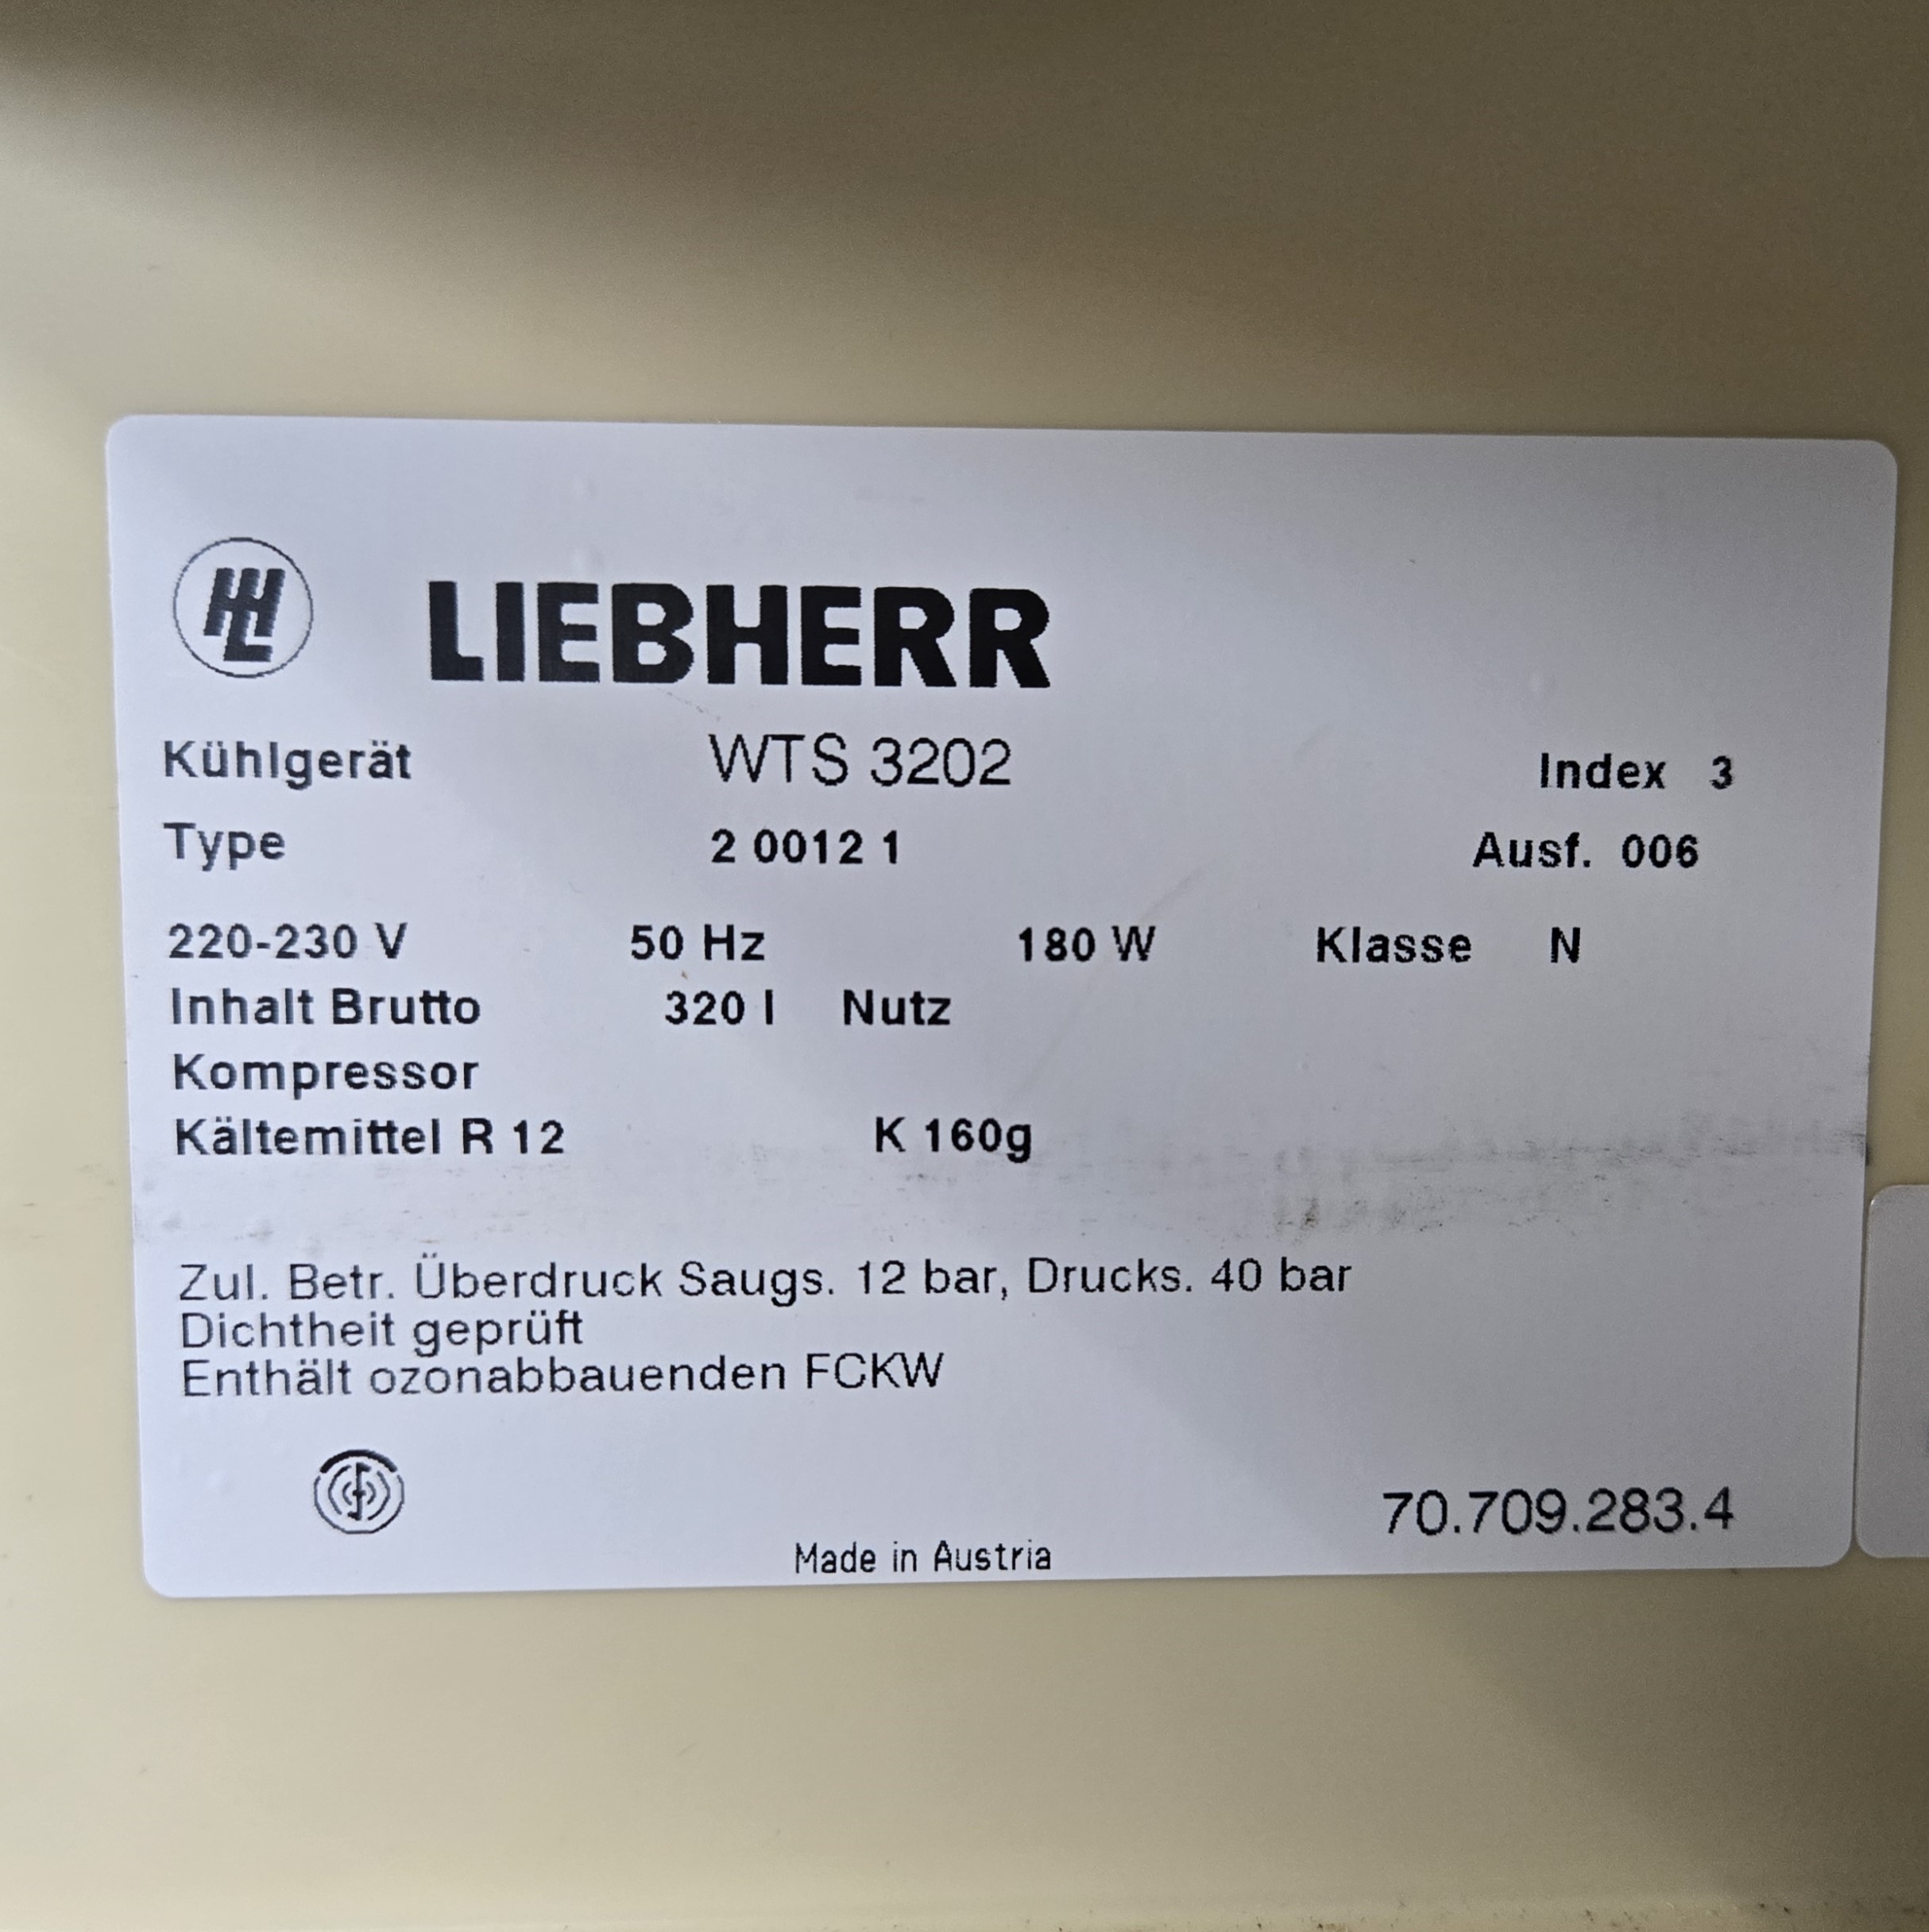 LIEBHERR
Kühlgerät WTS 3202 Index 3
Type 2 0012 1 Ausf. 006
220-230 V 50 Hz 180 W Klasse N
Inhalt Brutto 320 l Nutz
Kompressor
Kältemittel R 12 K 160g
Zul. Betr. Überdruck Saugs. 12 bar, Drucks. 40 bar
Dichtheit geprüft
Enthält ozonabbauenden FCKW
70.709.283.4
Made in Austria